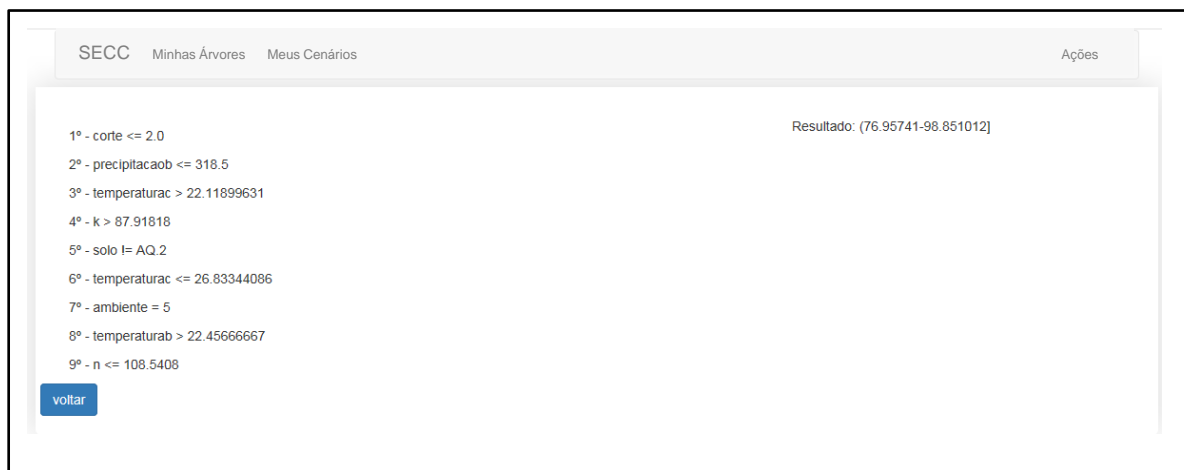 SECC Minhas Árvores Meus Cenários Ações
1º - corte <= 2.0
Resultado: (76.95741-98.851012]
2º - precipitacaob <= 318.5
3º - temperaturac > 22.11899631
4º - k > 87.91818
5º - solo != AQ.2
6º - temperaturac <= 26.83344086
7º - ambiente = 5
8º - temperaturab > 22.45666667
9º - n <= 108.5408
voltar